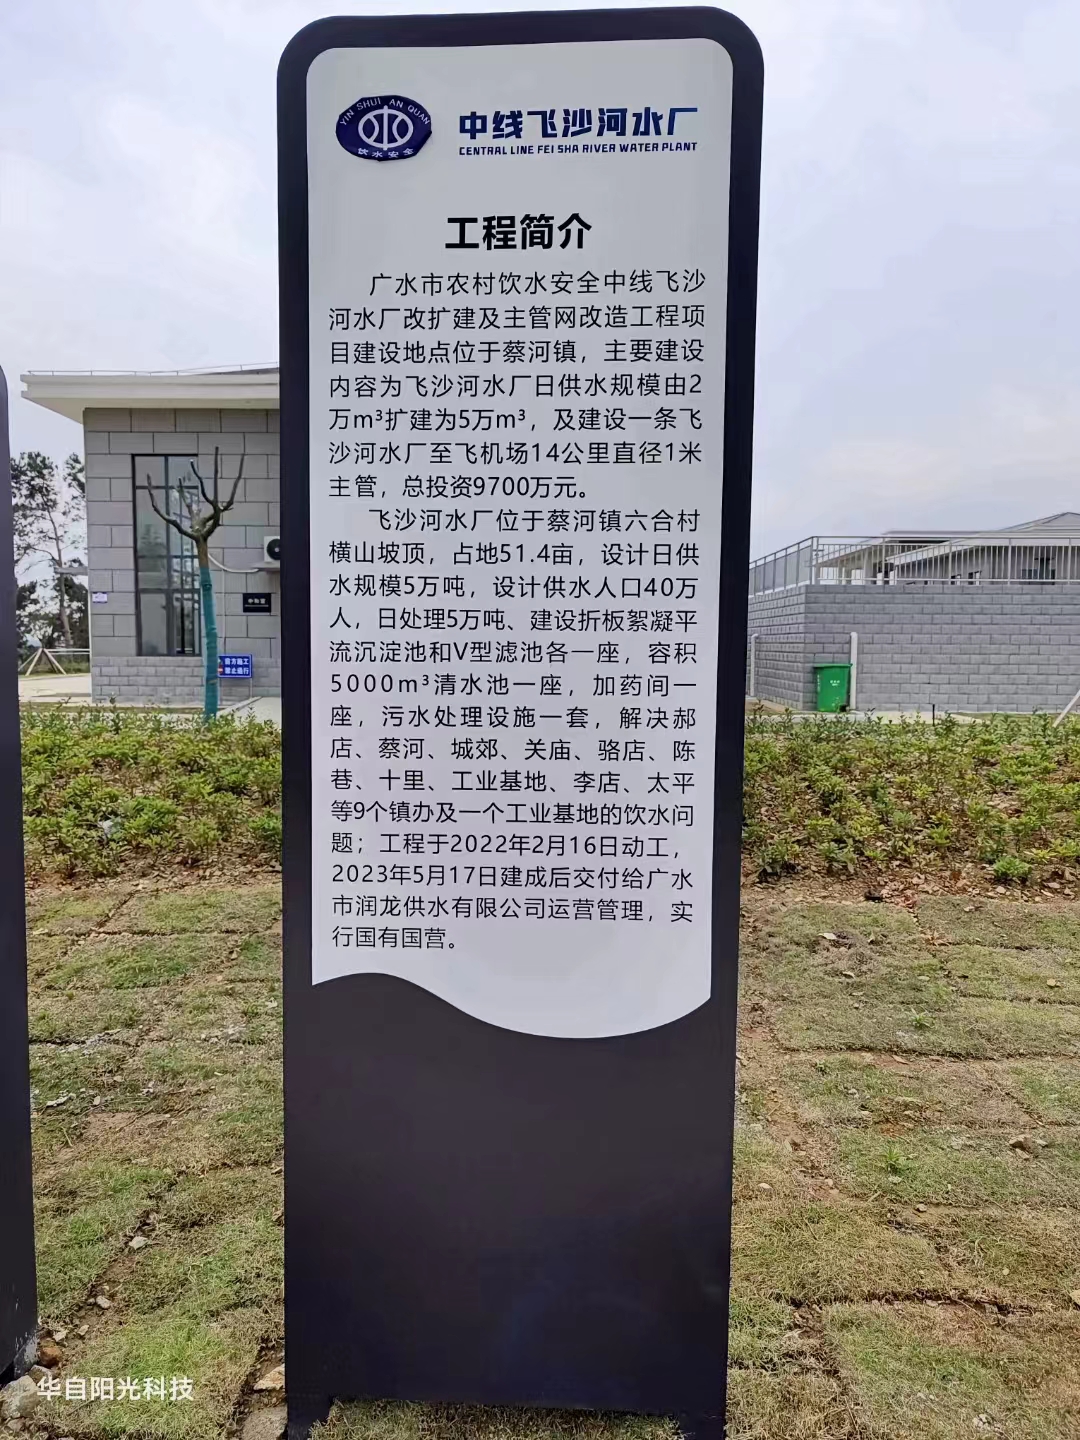 YIN SHUI AN QUAN
饮水安全
中线飞沙河水厂
CENTRAL LINE FEI SHA RIVER WATER PLANT
工程简介
广水市农村饮水安全中线飞沙
河水厂改扩建及主管网改造工程项
目建设地点位于蔡河镇，主要建设
内容为飞沙河水厂日供水规模由2
万m³扩建为5万m³，及建设一条飞
沙河水厂至飞机场14公里直径1米
主管，总投资9700万元。
飞沙河水厂位于蔡河镇六合村
横山坡顶，占地51.4亩，设计日供
水规模5万吨，设计供水人口40万
人，日处理5万吨、建设折板絮凝平
流沉淀池和V型滤池各一座，容积
5000m³清水池一座，加药间一
座，污水处理设施一套，解决郝
店、蔡河、城郊、关庙、骆店、陈
巷、十里、工业基地、李店、太平
等9个镇办及一个工业基地的饮水问
题；工程于2022年2月16日动工，
2023年5月17日建成后交付给广水
市润龙供水有限公司运营管理，实
行国有国营。
前方施工
禁止通行
华自阳光科技